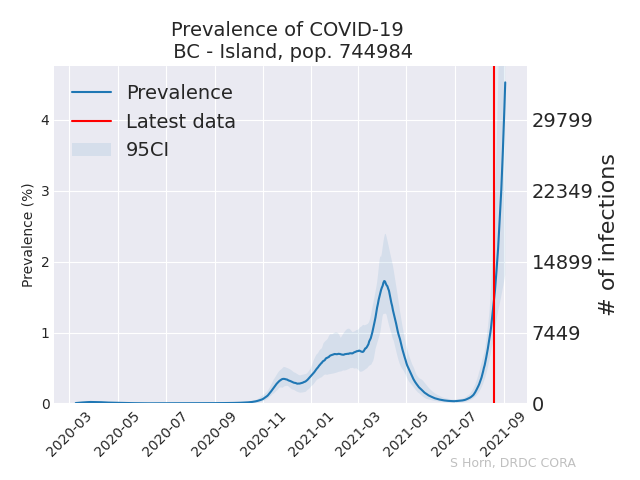 Prevalence of COVID-19
BC - Island, pop. 744984
Prevalence
Latest data
95CI
Prevalence (%)
4
3
2
1
0
29799
22349
14899
7449
0
# of infections
2020-03
2020-05
2020-07
2020-09
2020-11
2021-01
2021-03
2021-05
2021-07
2021-09
S Horn, DRDC CORA